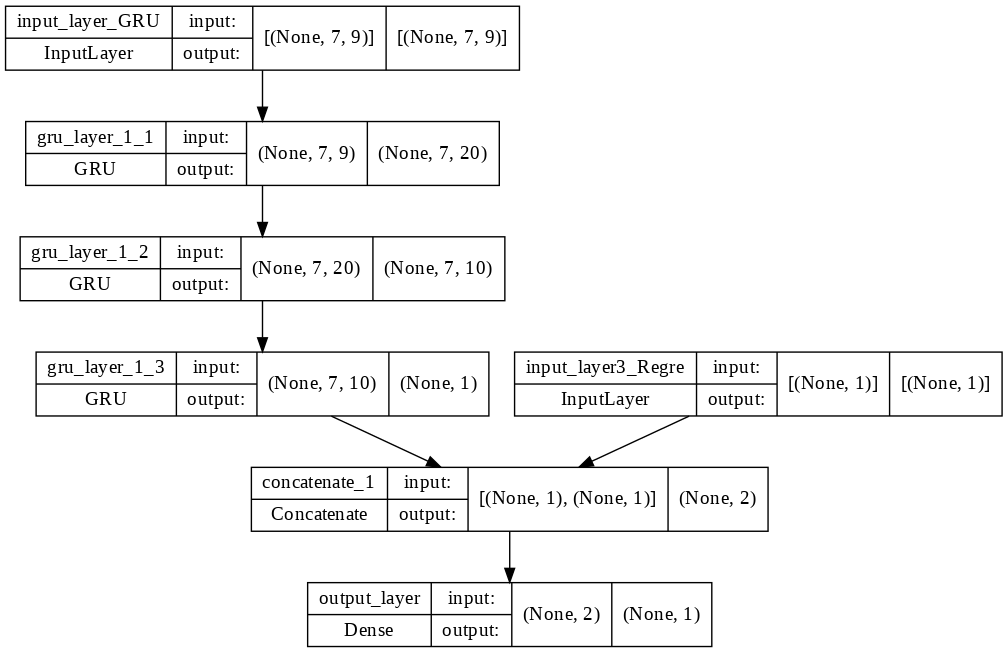 input_layer_GRU input: [(None, 7, 9)] [(None, 7, 9)]
InputLayer output:
gru_layer_1_1 input: (None, 7, 9) (None, 7, 20)
GRU output:
gru_layer_1_2 input: (None, 7, 20) (None, 7, 10)
GRU output:
gru_layer_1_3 input: (None, 7, 10) (None, 1)
GRU output:
input_layer3_Regre input: [(None, 1)] [(None, 1)]
InputLayer output:
concatenate_1 input: [(None, 1), (None, 1)] (None, 2)
Concatenate output:
output_layer input: (None, 2) (None, 1)
Dense output: